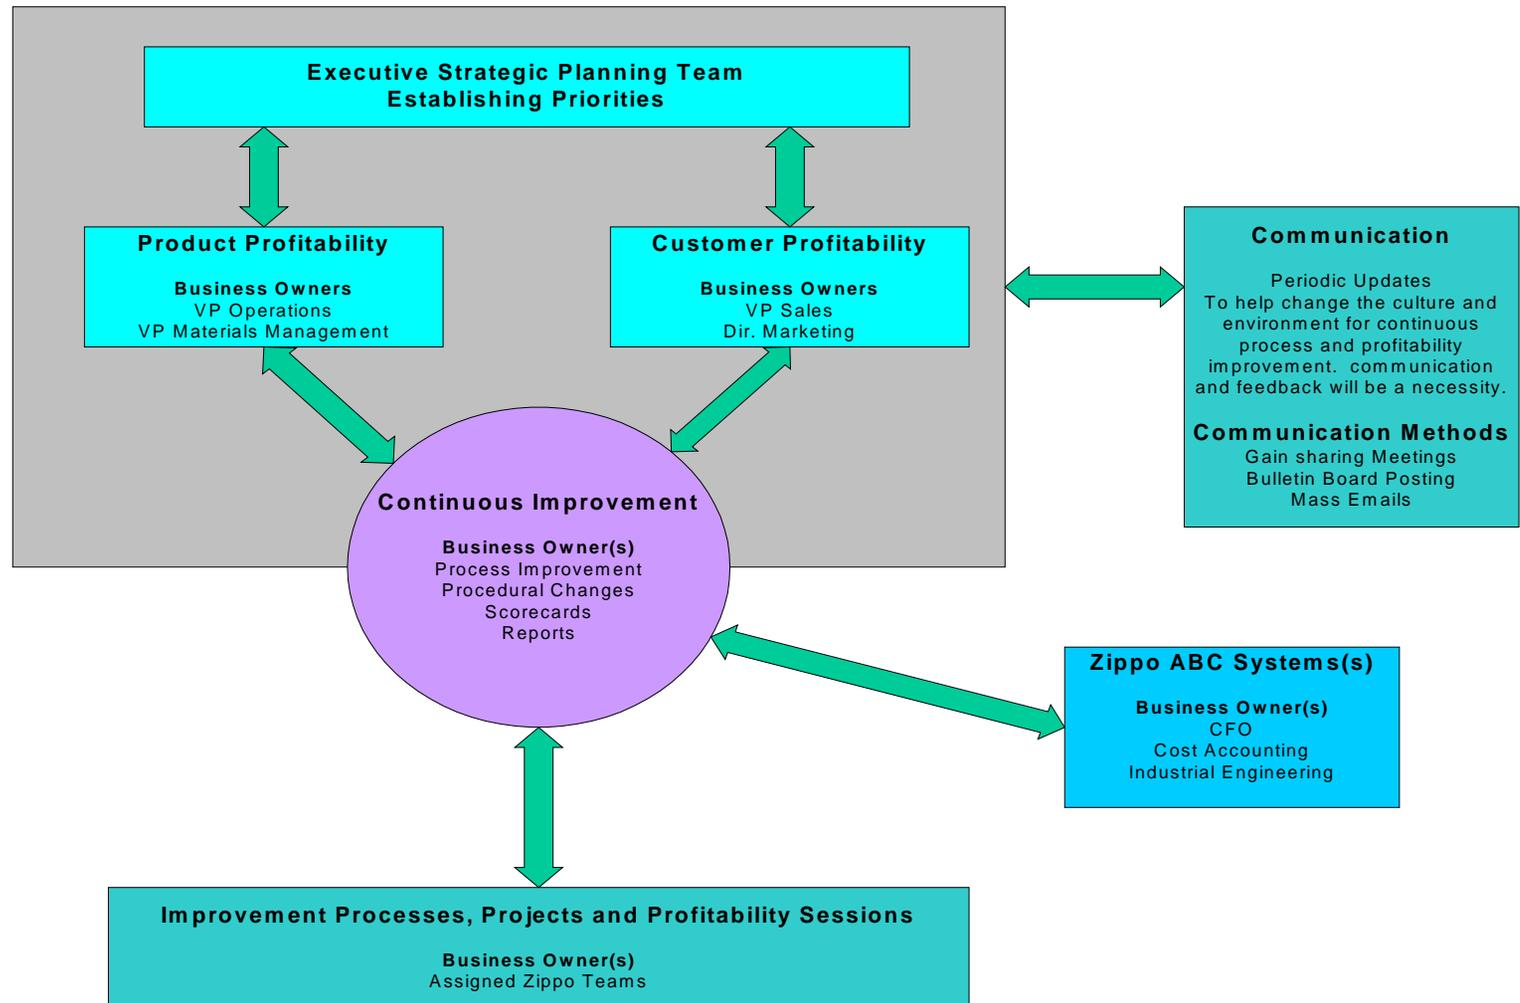 Executive Strategic Planning Team
Establishing Priorities
Product Profitability
Business Owners
VP Operations
VP Materials Management
Customer Profitability
Business Owners
VP Sales
Dir. Marketing
Communication
Periodic Updates
To help change the culture and
environment for continuous
process and profitability
improvement.  communication
and feedback will be a necessity.
Communication Methods
Gain sharing Meetings
Bulletin Board Posting
Mass Emails
Continuous Improvement
Business Owner(s)
Process Improvement
Procedural Changes
Scorecards
Reports
Zippo ABC Systems(s)
Business Owner(s)
CFO
Cost Accounting
Industrial Engineering
Improvement Processes, Projects and Profitability Sessions
Business Owner(s)
Assigned Zippo Teams